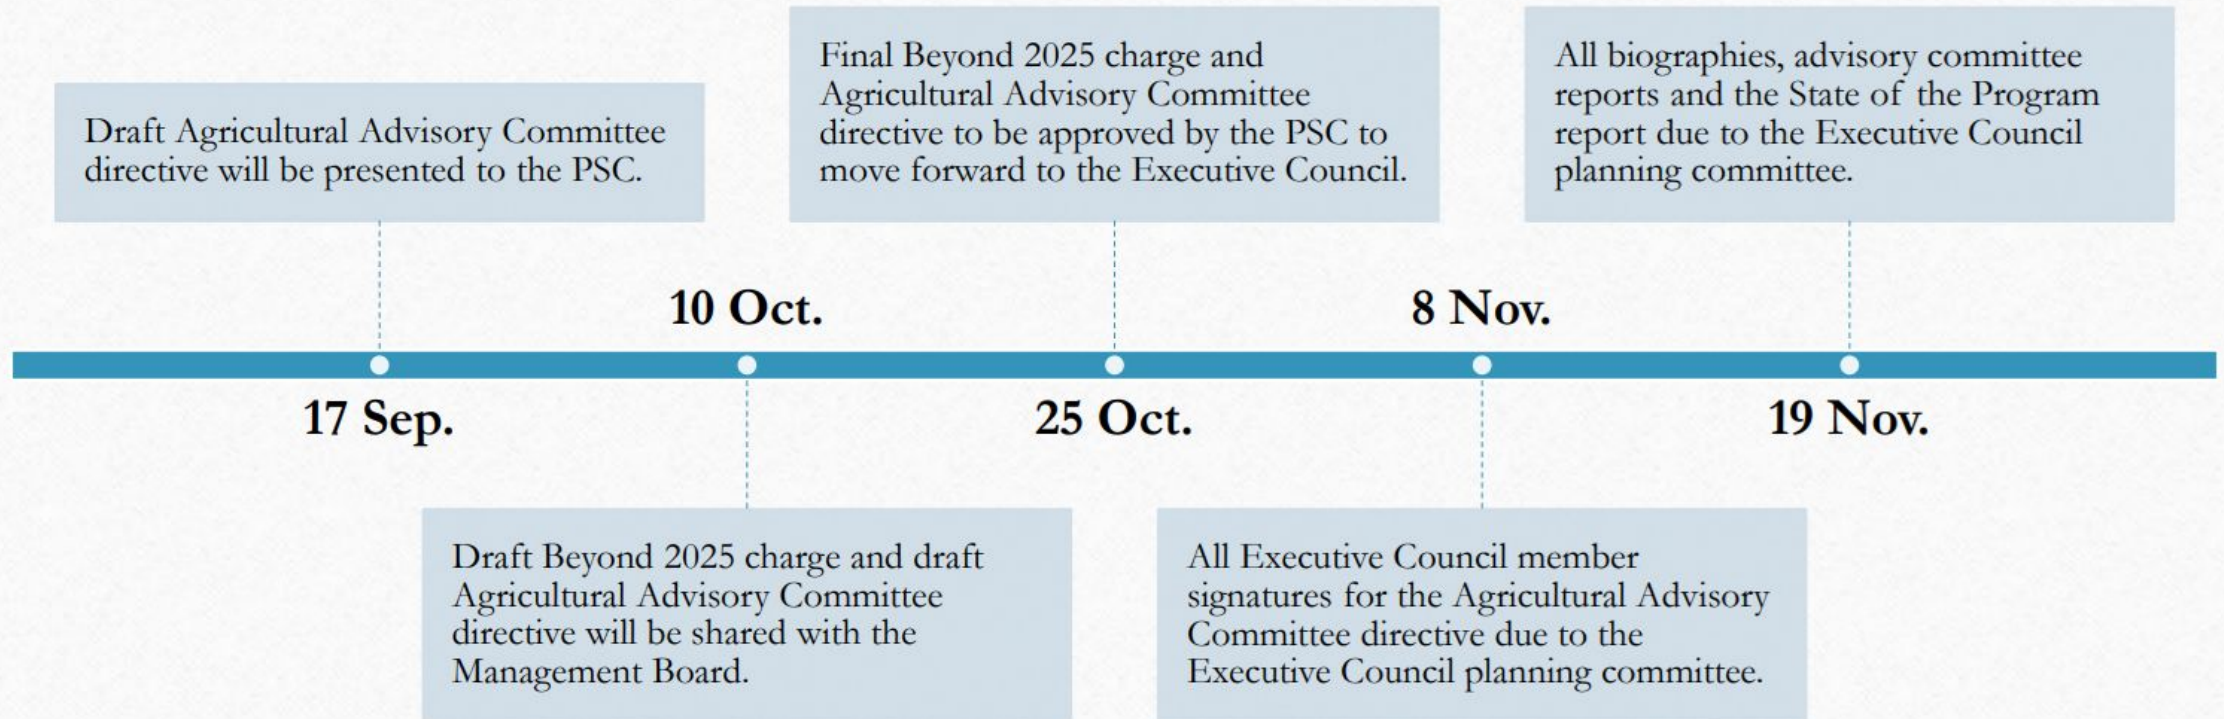 Draft Agricultural Advisory Committee
directive will be presented to the PSC.
Final Beyond 2025 charge and
Agricultural Advisory Committee
directive to be approved by the PSC to
move forward to the Executive Council.
All biographies, advisory committee
reports and the State of the Program
report due to the Executive Council
planning committee.
10 Oct.
8 Nov.
17 Sep.
25 Oct.
19 Nov.
Draft Beyond 2025 charge and draft
Agricultural Advisory Committee
directive will be shared with the
Management Board.
All Executive Council member
signatures for the Agricultural Advisory
Committee directive due to the
Executive Council planning committee.